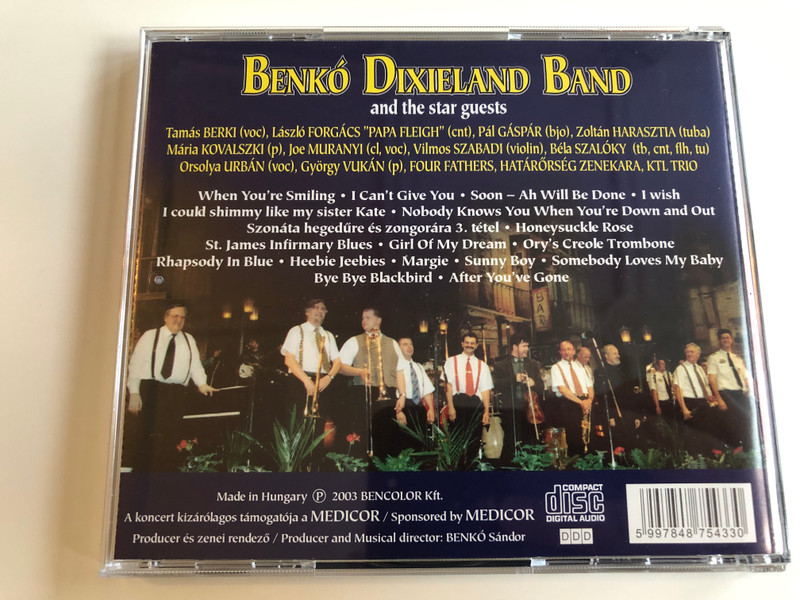 BENKÓ DIXIELAND BAND
and the star guests
Tamás BERKI (voc), László FORGÁCS "PAPA FLEIGH" (cnt), Pál GÁSPÁR (bjo), Zoltán HARASZTIA (tuba)
Mária KOVALSZKI (p), Joe MURANYI (cl, voc), Vilmos SZABADI (violin), Béla SZALÓKY (tb, cnt, flh, tu)
Orsolya URBÁN (voc), György VUKÁN (p), FOUR FATHERS, HATÁRŐRSÉG ZENEKARA, KTL TRIO
When You're Smiling • I Can't Give You • Soon – Ah Will Be Done • I wish
I could shimmy like my sister Kate • Nobody Knows You When You're Down and Out
Szonáta hegedűre és zongorára 3. tétel • Honeysuckle Rose
St. James Infirmary Blues • Girl Of My Dream • Ory's Creole Trombone
Rhapsody In Blue • Heebie Jeebies • Margie • Sunny Boy • Somebody Loves My Baby
Bye Bye Blackbird • After You've Gone
BAR
Made in Hungary Ⓟ 2003 BENCOLOR Kft.
A koncert kizárólagos támogatója a MEDICOR / Sponsored by MEDICOR
Producer és zenei rendező / Producer and Musical director: BENKÓ Sándor
COMPACT
disc
DIGITAL AUDIO
DDD
5 997848 754330